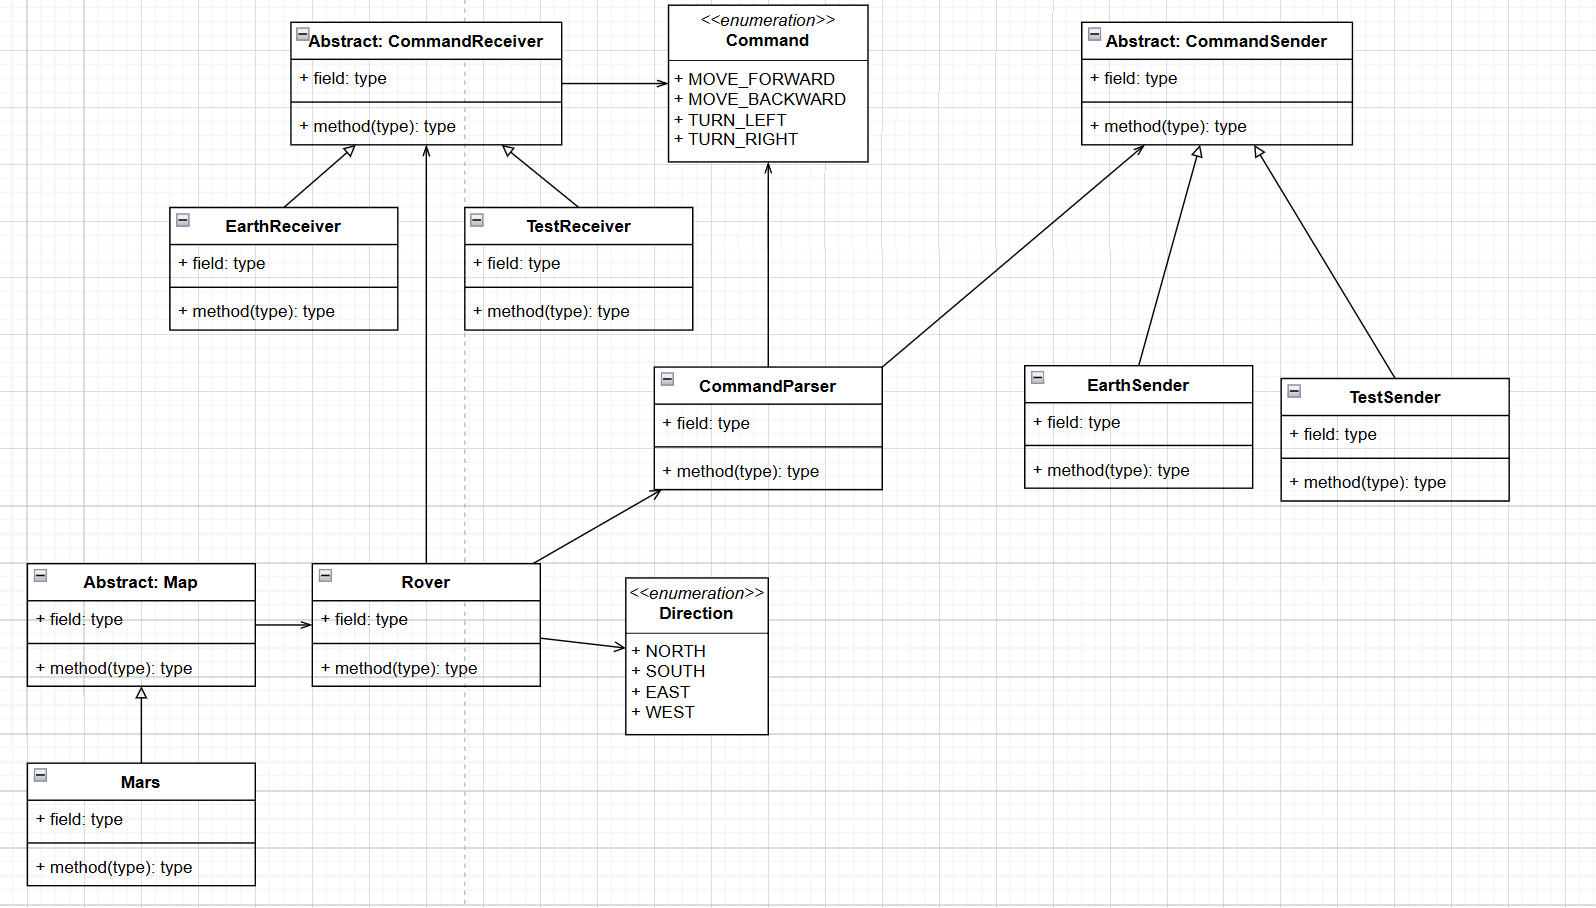 Abstract: CommandReceiver
+ field: type
+ method(type): type
<<enumeration>>
Command
+ MOVE_FORWARD
+ MOVE_BACKWARD
+ TURN_LEFT
+ TURN_RIGHT
Abstract: CommandSender
+ field: type
+ method(type): type
EarthReceiver
+ field: type
+ method(type): type
TestReceiver
+ field: type
+ method(type): type
CommandParser
+ field: type
+ method(type): type
EarthSender
+ field: type
+ method(type): type
TestSender
+ field: type
+ method(type): type
Abstract: Map
+ field: type
+ method(type): type
Rover
+ field: type
+ method(type): type
<<enumeration>>
Direction
+ NORTH
+ SOUTH
+ EAST
+ WEST
Mars
+ field: type
+ method(type): type